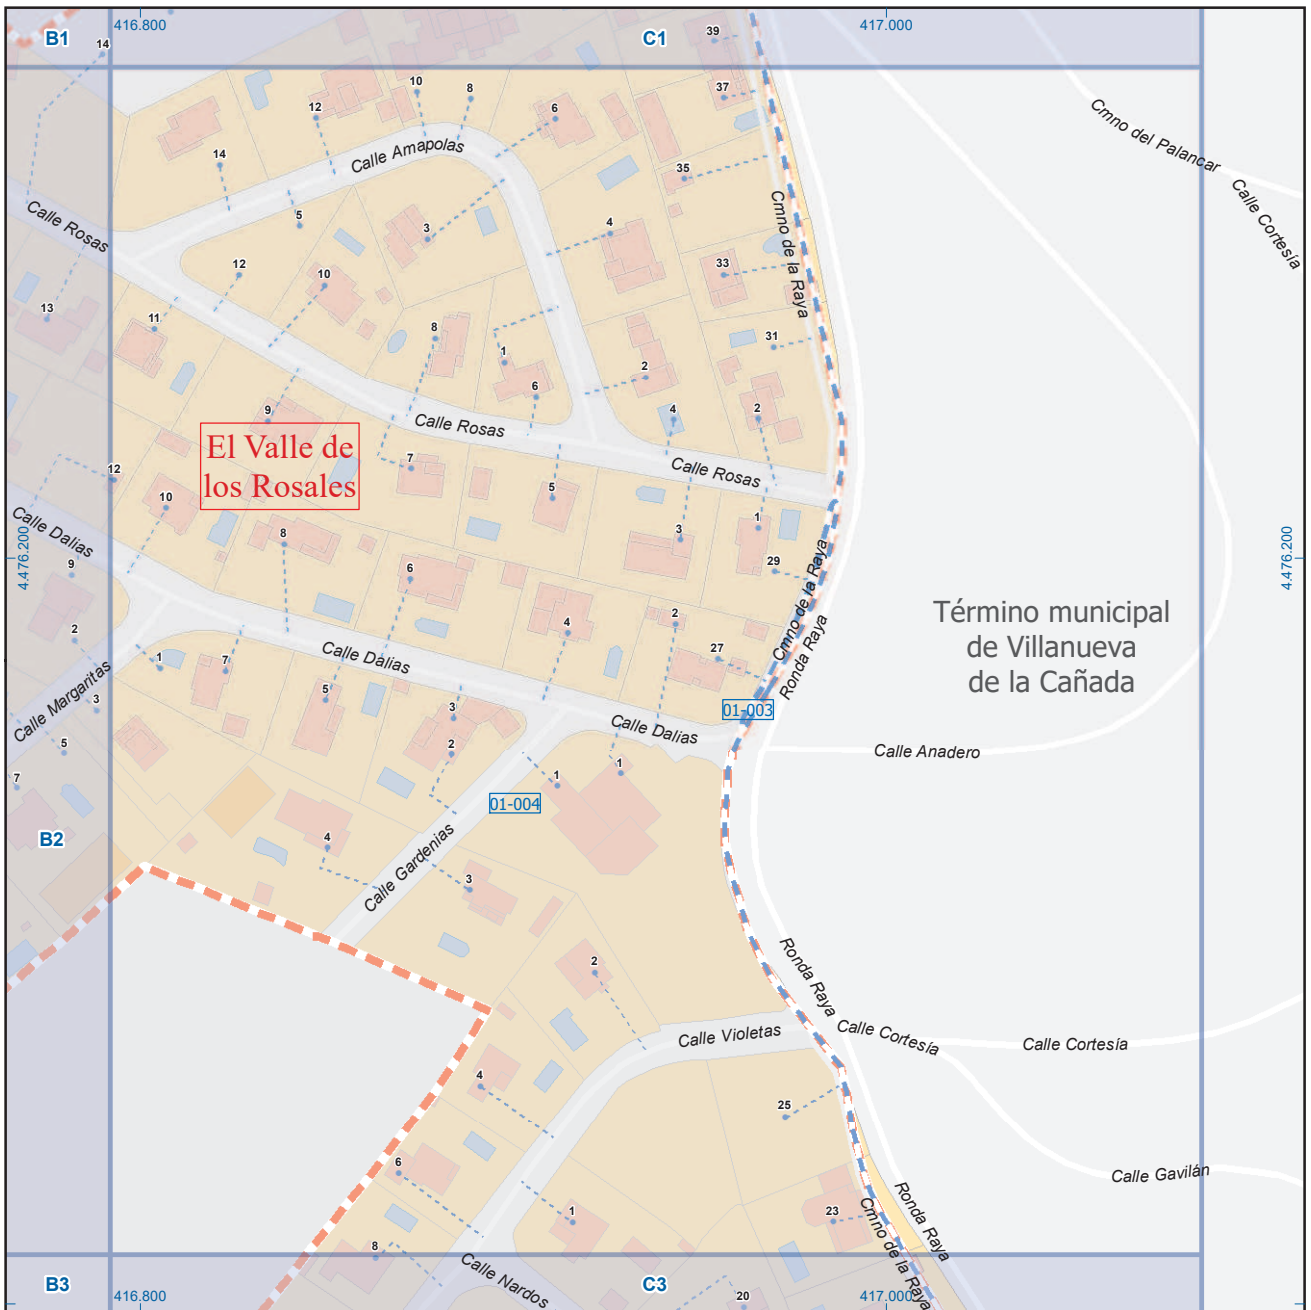 416.800
417.000
B1
C1
14
39
37
10
8
12
6
Cmno del Palancar
Calle Amapolas
14
35
Calle Cortesía
Calle Rosas
5
3
4
Cmno de la Raya
12
10
33
13
11
8
31
1
2
6
9
4
2
Calle Rosas
El Valle de
los Rosales
7
Calle Rosas
12
10
5
Calle Dalias
8
3
1
4.476.200
4.476.200
9
6
29
Cmno de la Raya
Término municipal
de Villanueva
de la Cañada
2
4
2
27
Ronda Raya
Calle Dalias
1
7
Calle Margaritas
3
5
3
01-003
Calle Dalias
5
2
Calle Anadero
7
1
1
01-004
B2
4
Calle Gardenias
3
2
Ronda Raya
Calle Violetas
Calle Cortesía
Calle Cortesía
4
25
6
Calle Gavilán
1
23
Ronda Raya
Cmno de la Raya
8
Calle Nardos
B3
C3
20
416.800
417.000